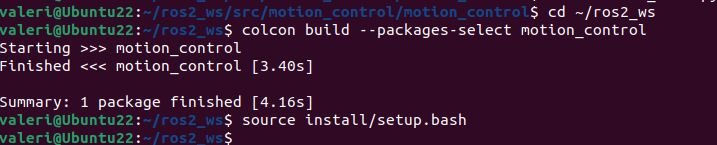 valeri@Ubuntu22:~/ros2_ws/src/motion_control/motion_control$ cd ~/ros2_ws
valeri@Ubuntu22:~/ros2_ws$ colcon build --packages-select motion_control
Starting >>> motion_control
Finished <<< motion_control [3.40s]

Summary: 1 package finished [4.16s]
valeri@Ubuntu22:~/ros2_ws$ source install/setup.bash
valeri@Ubuntu22:~/ros2_ws$